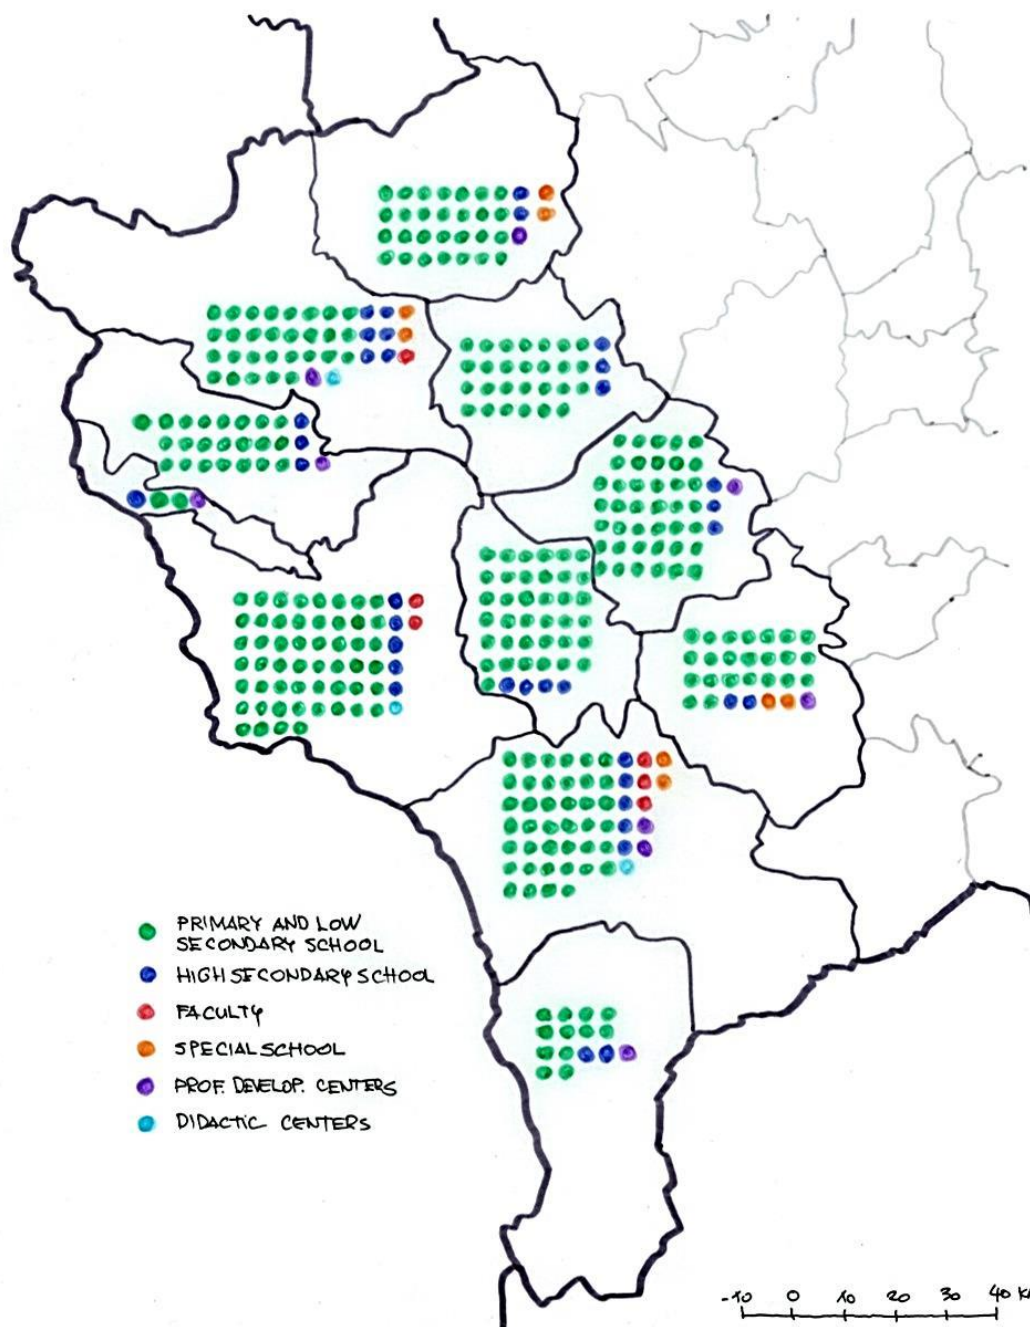 PRIMARY AND LOW
SECONDARY SCHOOL
HIGH SECONDARY SCHOOL
FACULTY
SPECIAL SCHOOL
PROF. DEVELOP. CENTERS
DIDACTIC CENTERS
-10 0 10 20 30 40